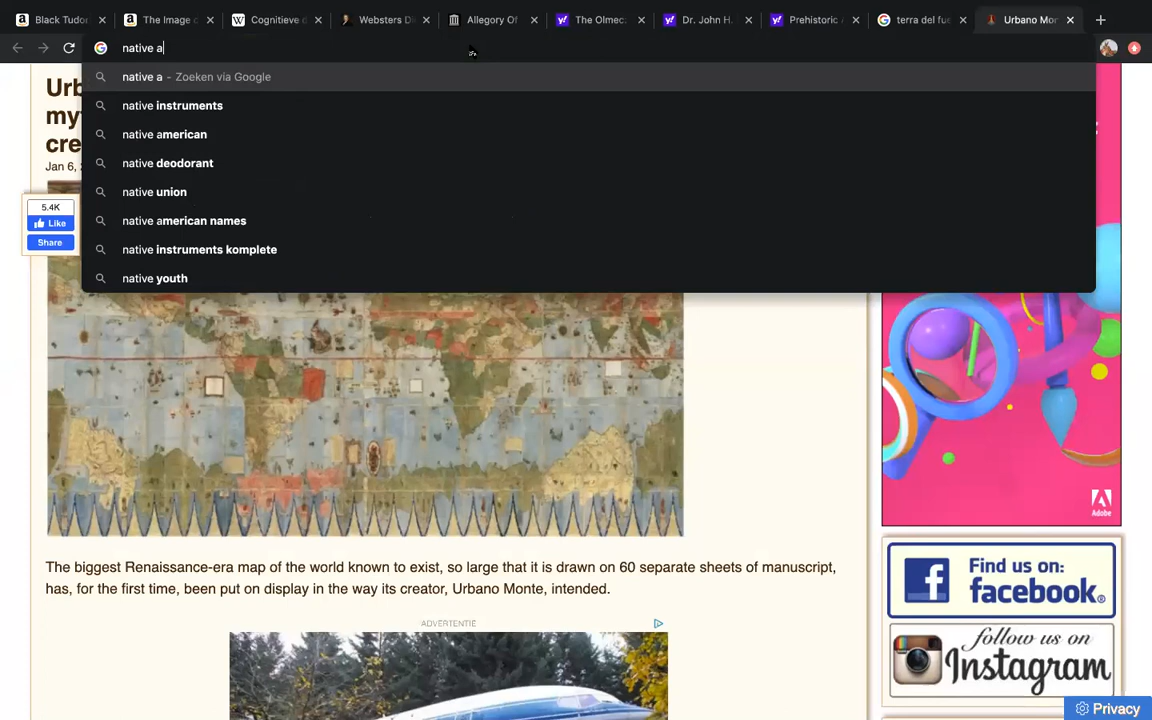 Black Tudor
The Image o
Cognitieve d
Websters Di
Allegory Of
The Olmec
Dr. John H.
Prehistoric
terra del fue
Urbano Mon
native a
native a - Zoeken via Google
native instruments
native american
native deodorant
native union
native american names
native instruments komplete
native youth
Urb
my
cre
Jan 6,
5.4K
Like
Share
The biggest Renaissance-era map of the world known to exist, so large that it is drawn on 60 separate sheets of manuscript,
has, for the first time, been put on display in the way its creator, Urbano Monte, intended.
ADVERTENTIE
Adobe
Find us on
facebook
follow us on
Instagram
Privacy